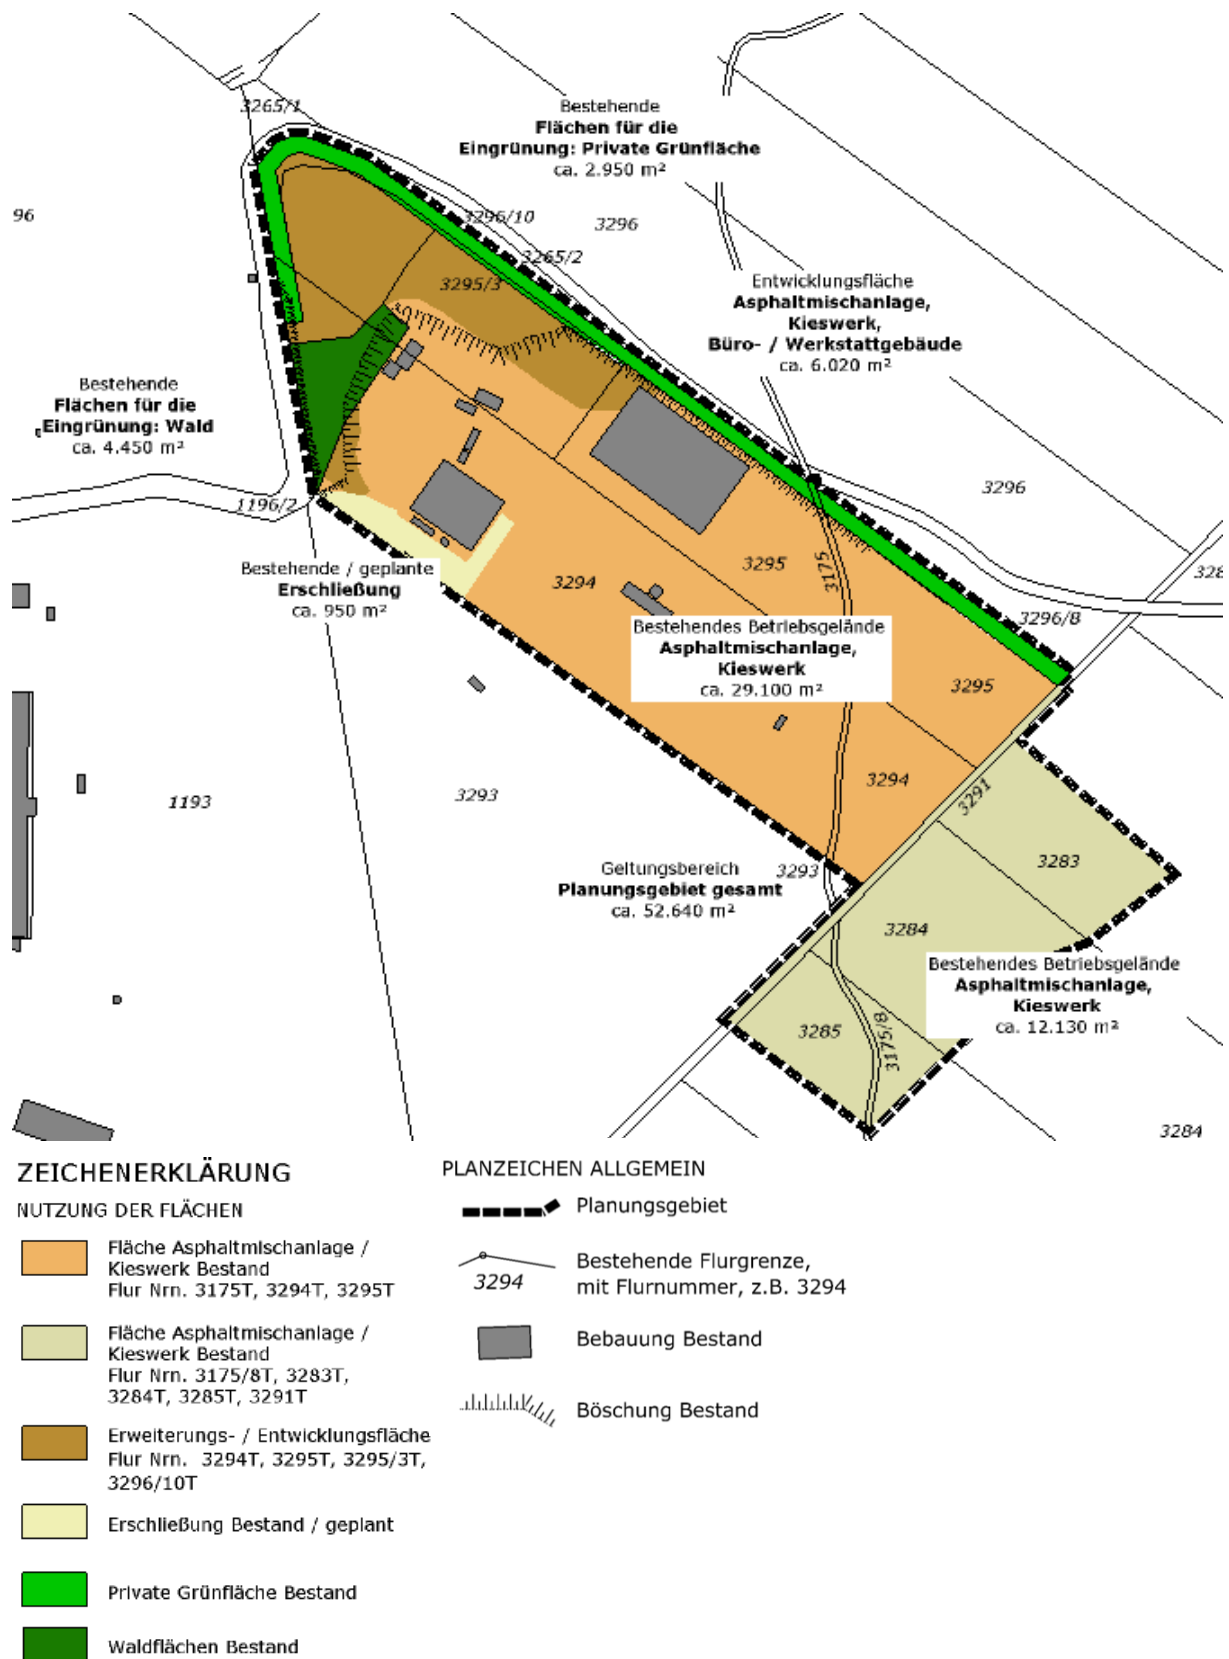 3265/1
Bestehende
Flächen für die
Eingrünung: Private Grünfläche
ca. 2.950 m²
96
3296/10
3296
3265/2
3295/3
Entwicklungsfläche
Asphaltmischanlage,
Kieswerk,
Büro- / Werkstattgebäude
ca. 6.020 m²
Bestehende
Flächen für die
Eingrünung: Wald
ca. 4.450 m²
3296
1196/2
Bestehende / geplante
Erschließung
ca. 950 m²
3294
3295
3175
328
3296/8
Bestehendes Betriebsgelände
Asphaltmischanlage,
Kieswerk
ca. 29.100 m²
3295
3294
3291
1193
3293
3283
Geltungsbereich
Planungsgebiet gesamt
ca. 52.640 m²
3293
3284
Bestehendes Betriebsgelände
Asphaltmischanlage,
Kieswerk
ca. 12.130 m²
3285
3175/8
3284
ZEICHENERKLÄRUNG
NUTZUNG DER FLÄCHEN
Fläche Asphaltmischanlage /
Kieswerk Bestand
Flur Nrn. 3175T, 3294T, 3295T
Fläche Asphaltmischanlage /
Kieswerk Bestand
Flur Nrn. 3175/8T, 3283T,
3284T, 3285T, 3291T
Erweiterungs- / Entwicklungsfläche
Flur Nrn. 3294T, 3295T, 3295/3T,
3296/10T
Erschließung Bestand / geplant
Private Grünfläche Bestand
Waldflächen Bestand
PLANZEICHEN ALLGEMEIN
Planungsgebiet
3294
Bestehende Flurgrenze,
mit Flurnummer, z.B. 3294
Bebauung Bestand
Böschung Bestand